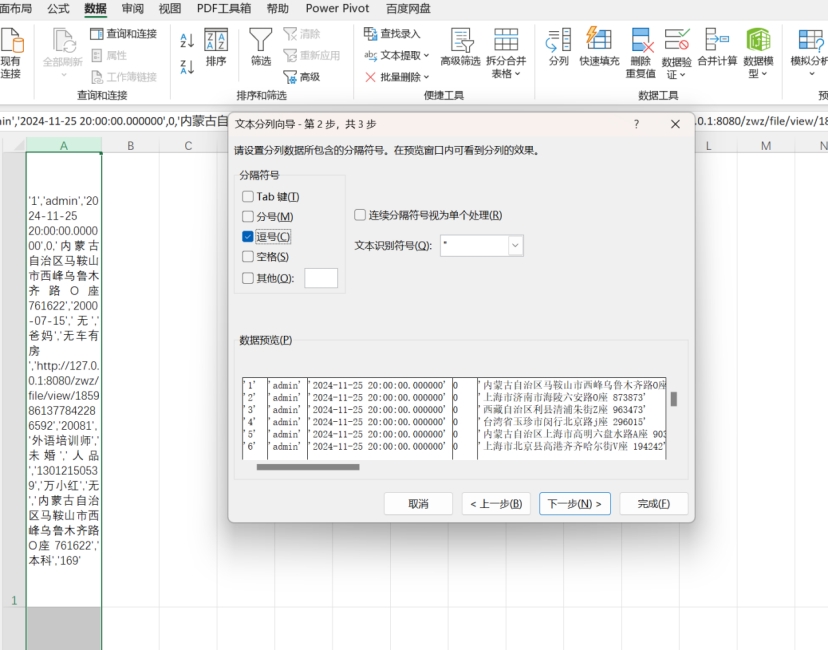 面布局 公式 数据 审阅 视图 PDF工具箱 帮助 Power Pivot 百度网盘
现有
连接
全部刷新
查询和连接
属性
工作簿链接
查询和连接
排序
筛选
清除
重新应用
高级
排序和筛选
查找录入
文本提取
批量删除
高级筛选
拆分合并
表格
便捷工具
分列
快速填充
删除
重复值
数据验
证
合并计算
数据模
型
数据工具
模拟分析
预
in','2024-11-25 20:00:00.000000',0,'内蒙古自
.0.1:8080/zwz/file/view/18
A B C L M N
1
'1','admin','20
24-11-25
20:00:00.0000
00',0,'内蒙古
自治区马鞍山
市西峰乌鲁木
齐路O座
761622','2000
-07-15','无','
爸妈','无车有
房
','http://127.0.
0.1:8080/zwz/
file/view/1859
86137784228
6592','20081',
'外语培训师','
未婚','人品
','1301215053
9','万小红','无
','内蒙古自治
区马鞍山市西
峰乌鲁木齐路
O座 761622','
本科','169'
文本分列向导 - 第 2 步，共 3 步
?
请设置分列数据所包含的分隔符号。在预览窗口内可看到分列的效果。
分隔符号
Tab 键(T)
分号(M)
逗号(C)
空格(S)
其他(O):
连续分隔符号视为单个处理(R)
文本识别符号(Q): "
数据预览(P)
'1' 'admin' '2024-11-25 20:00:00.000000' 0 '内蒙古自治区马鞍山市西峰乌鲁木齐路O座
'2' 'admin' '2024-11-25 20:00:00.000000' 0 '上海市济南市海陵六安路O座 973873'
'3' 'admin' '2024-11-25 20:00:00.000000' 0 '西藏自治区利县清浦朱街Z座 963473'
'4' 'admin' '2024-11-25 20:00:00.000000' 0 '台湾省玉珍市闵行北京路j座 296015'
'5' 'admin' '2024-11-25 20:00:00.000000' 0 '内蒙古自治区上海市高明六盘水路A座 903
'6' 'admin' '2024-11-25 20:00:00.000000' 0 '上海市北京县高港齐齐哈尔街V座 194242'
取消
< 上一步(B)
下一步(N) >
完成(F)